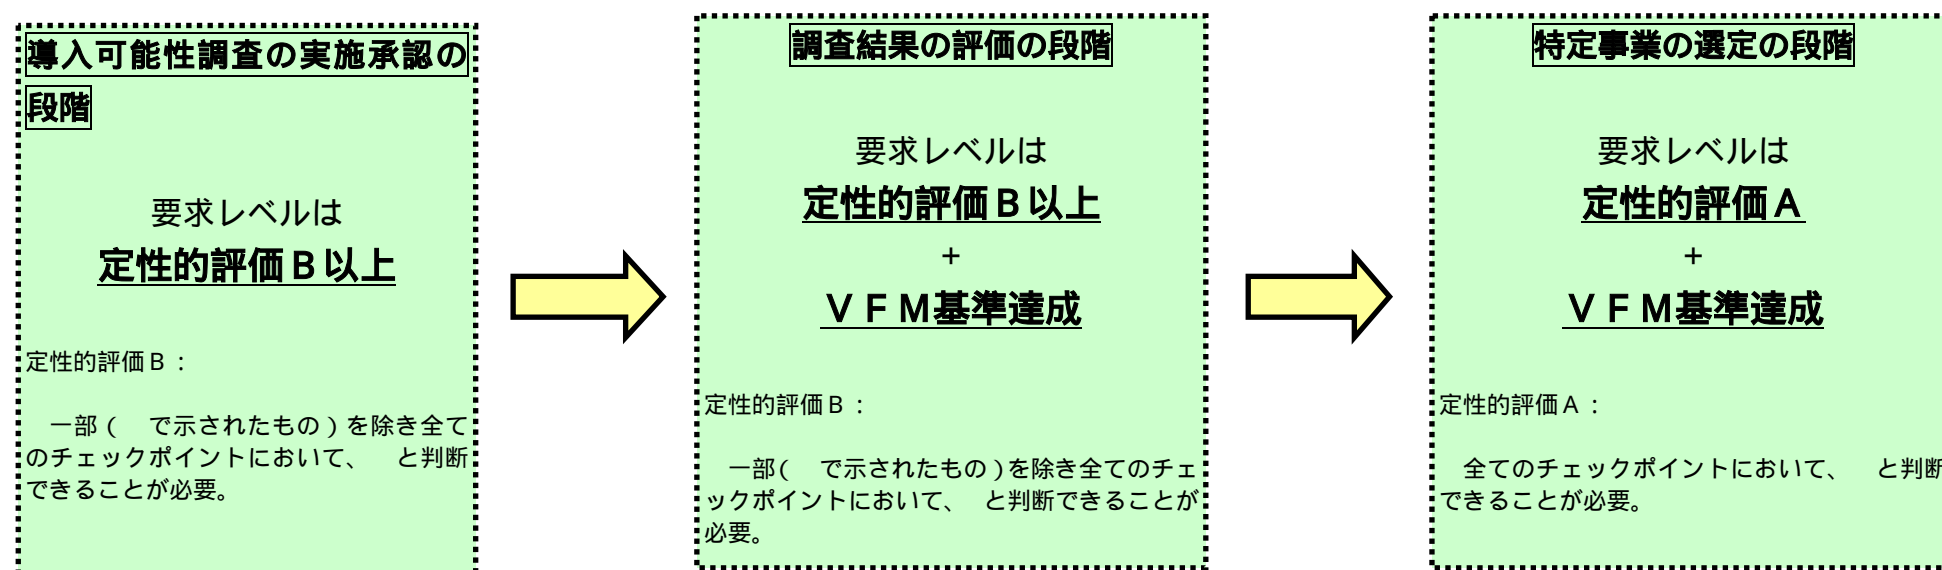 導入可能性調査の実施承認の
段階
要求レベルは
定性的評価Ｂ以上
定性的評価Ｂ：
　一部（　で示されたもの）を除き全て
のチェックポイントにおいて、　と判断
できることが必要。
調査結果の評価の段階
要求レベルは
定性的評価Ｂ以上
＋
ＶＦＭ基準達成
定性的評価Ｂ：
　一部（　で示されたもの）を除き全てのチェ
ックポイントにおいて、　と判断できることが
必要。
特定事業の選定の段階
要求レベルは
定性的評価Ａ
＋
ＶＦＭ基準達成
定性的評価Ａ：
　全てのチェックポイントにおいて、　と判断
できることが必要。